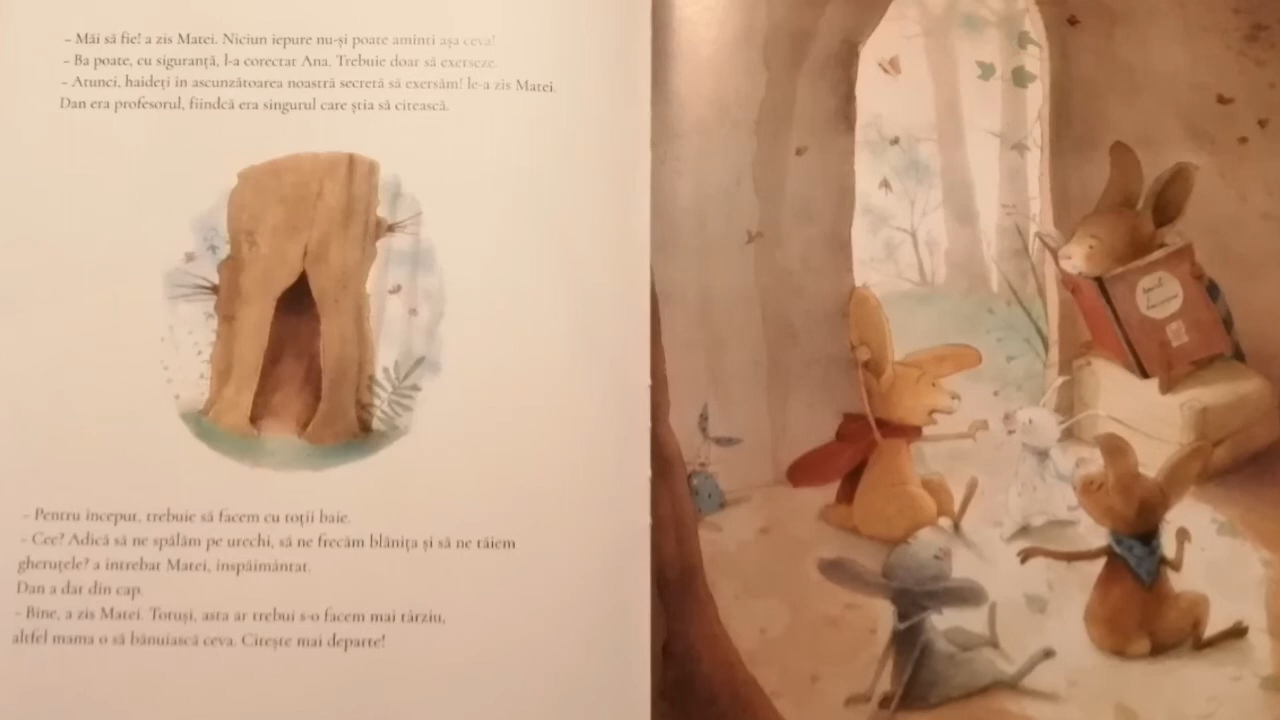 – Măi să fie! a zis Matei. Niciun iepure nu-și poate aminti așa ceva!
– Ba poate, cu siguranță, l-a corectat Ana. Trebuie doar să exerseze.
– Atunci, haideți în ascunzătoarea noastră secretă să exersăm! le-a zis Matei.
Dan era profesorul, fiindcă era singurul care știa să citească.
– Pentru început, trebuie să facem cu toții baie.
– Cee? Adică să ne spălăm pe urechi, să ne frecăm blănița și să ne tăiem
gheruțele? a întrebat Matei, înspăimântat.
Dan a dat din cap.
– Bine, a zis Matei. Totuși, asta ar trebui s-o facem mai târziu,
altfel mama o să bănuiască ceva. Citește mai departe!